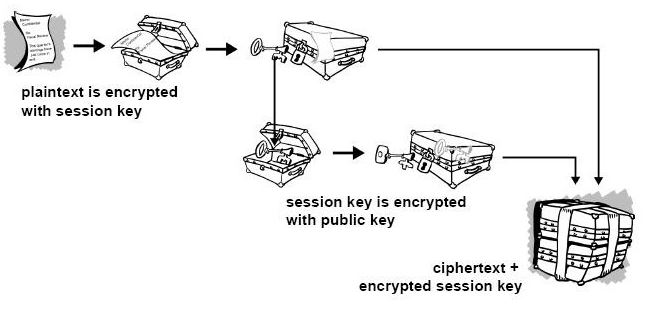 plaintext is encrypted
with session key
session key is encrypted
with public key
ciphertext +
encrypted session key